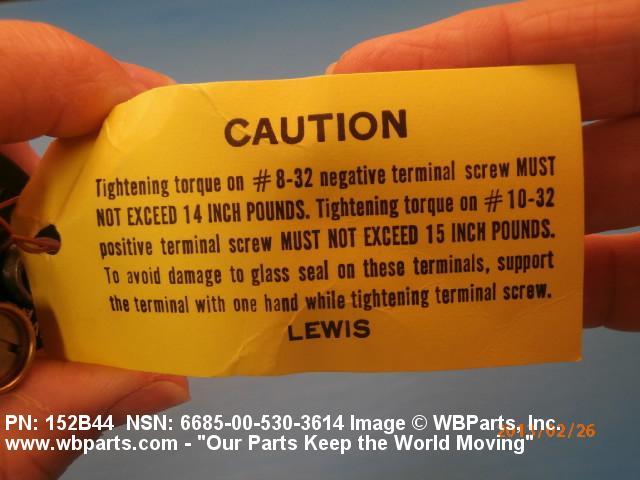 CAUTION
Tightening torque on # 8-32 negative terminal screw MUST
NOT EXCEED 14 INCH POUNDS. Tightening torque on # 10-32
positive terminal screw MUST NOT EXCEED 15 INCH POUNDS.
To avoid damage to glass seal on these terminals, support
the terminal with one hand while tightening terminal screw.
LEWIS
PN: 152B44 NSN: 6685-00-530-3614 Image © WBParts, Inc.
www.wbparts.com - "Our Parts Keep the World Moving"